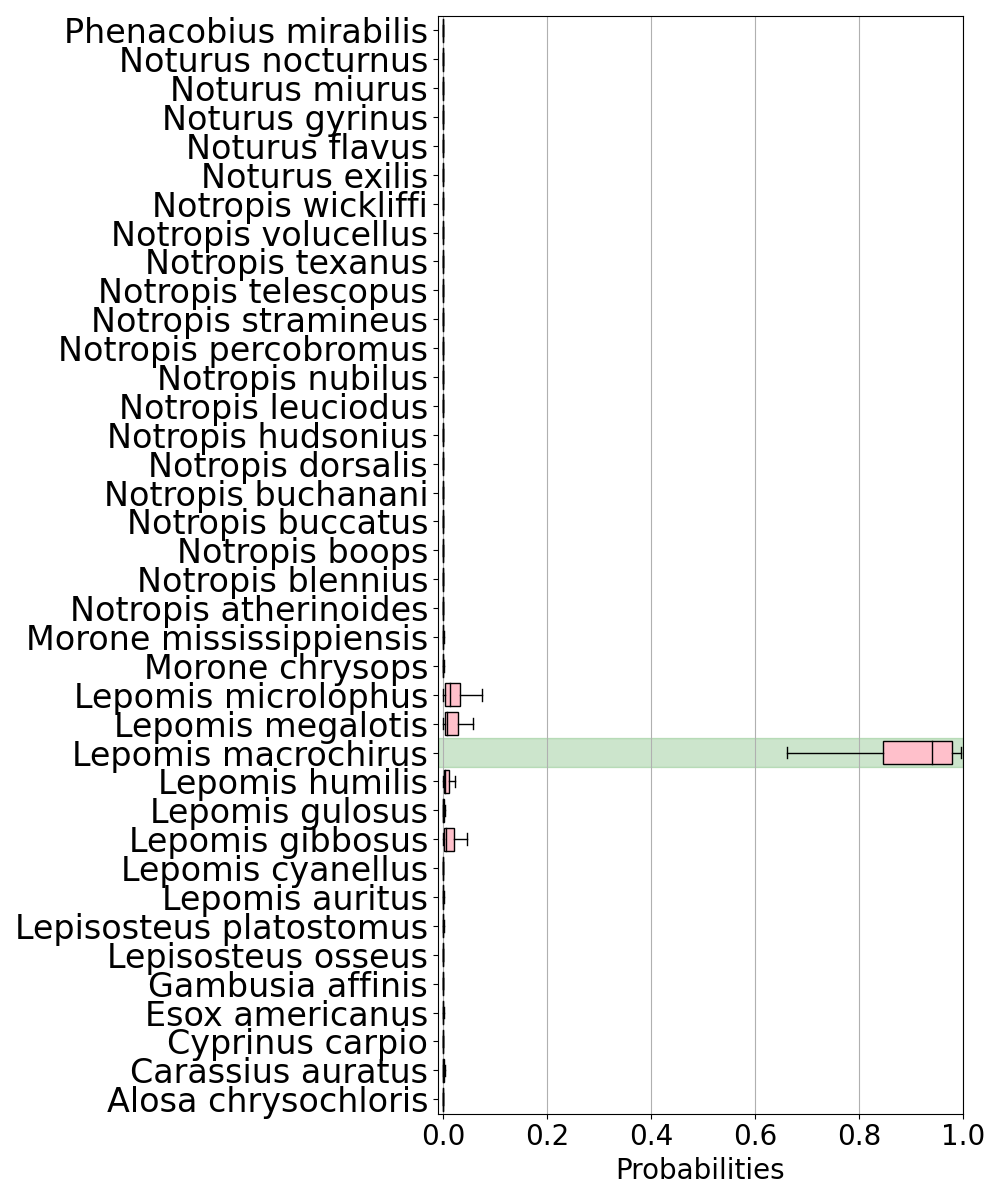 Phenacobius mirabilis
Noturus nocturnus
Noturus miurus
Noturus gyrinus
Noturus flavus
Noturus exilis
Notropis wickliffi
Notropis volucellus
Notropis texanus
Notropis telescopus
Notropis stramineus
Notropis percobromus
Notropis nubilus
Notropis leuciodus
Notropis hudsonius
Notropis dorsalis
Notropis buchanani
Notropis buccatus
Notropis boops
Notropis blennius
Notropis atherinoides
Morone mississippiensis
Morone chrysops
Lepomis microlophus
Lepomis megalotis
Lepomis macrochirus
Lepomis humilis
Lepomis gulosus
Lepomis gibbosus
Lepomis cyanellus
Lepomis auritus
Lepisosteus platostomus
Lepisosteus osseus
Gambusia affinis
Esox americanus
Cyprinus carpio
Carassius auratus
Alosa chrysochloris
0.0 0.2 0.4 0.6 0.8 1.0
Probabilities